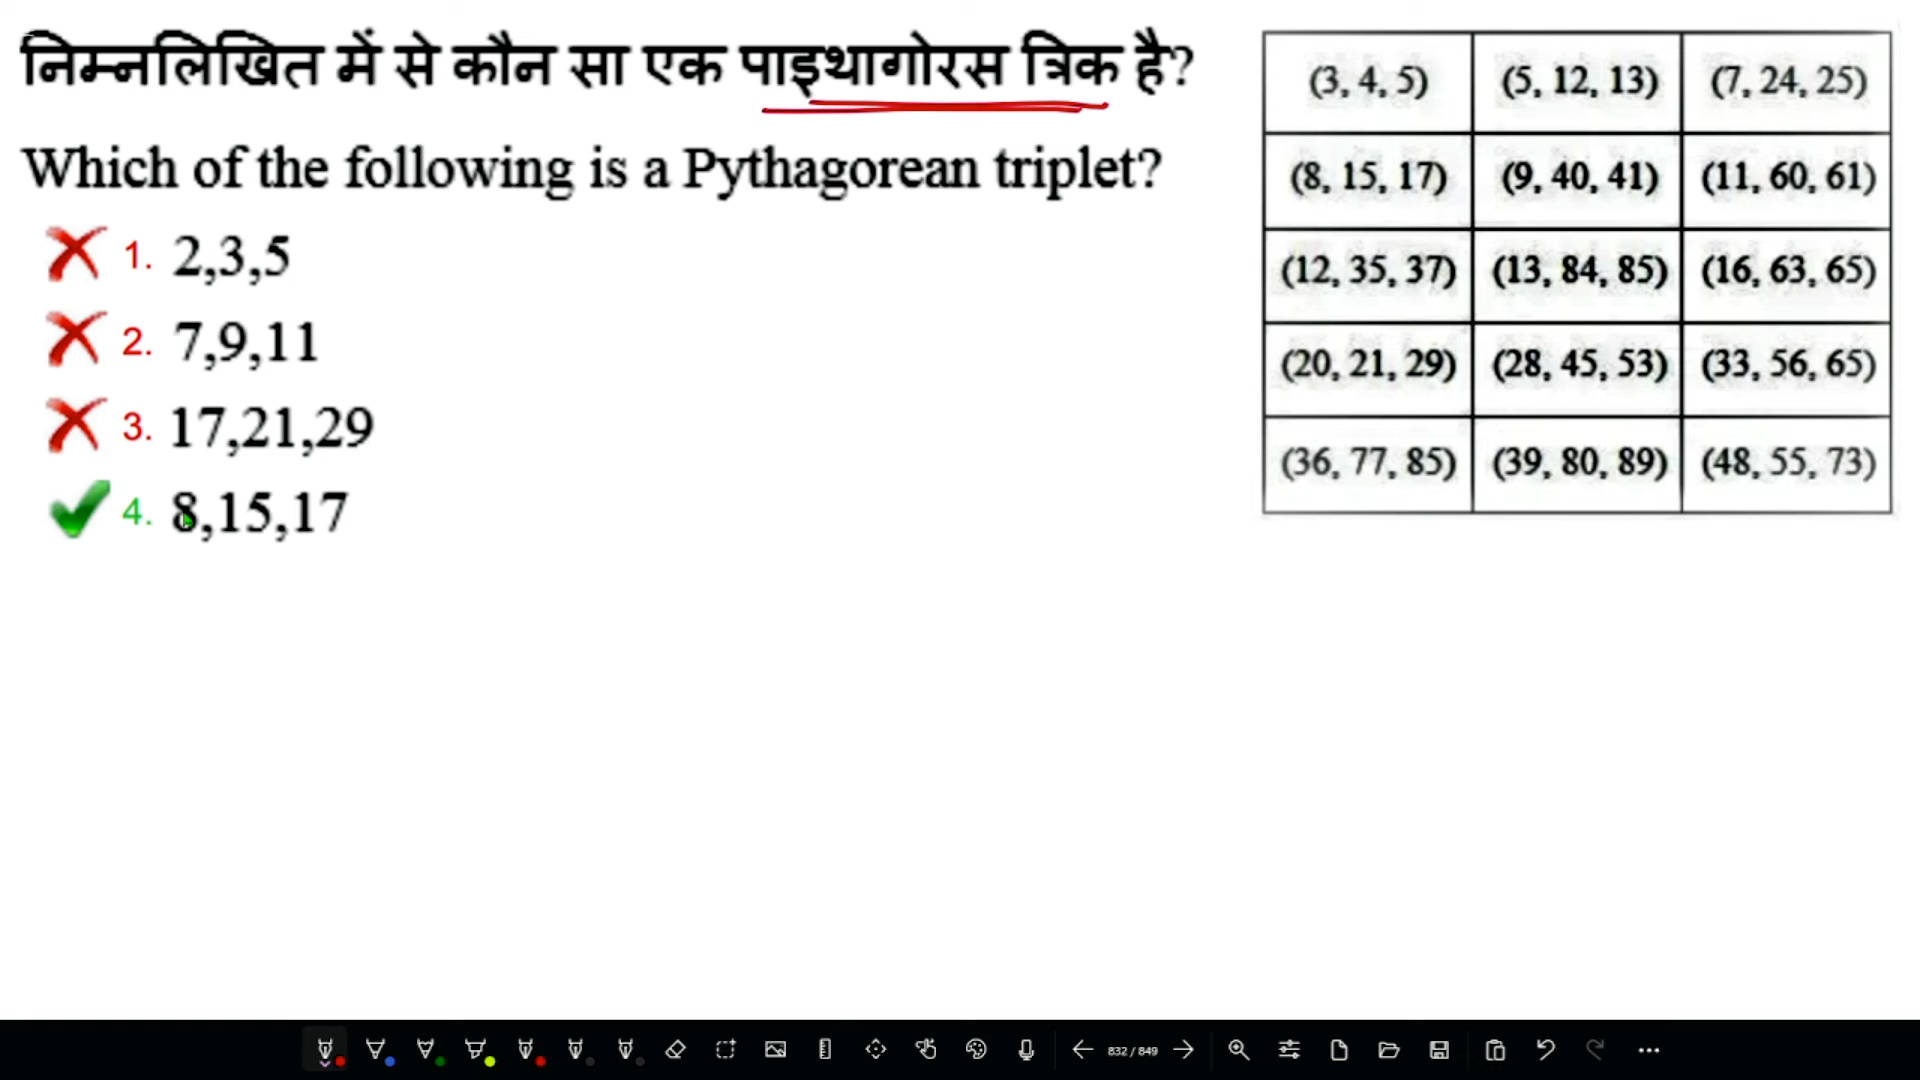 निम्नलिखित में से कौन सा एक पाइथागोरस त्रिक है?
Which of the following is a Pythagorean triplet?
1. 2,3,5
2. 7,9,11
3. 17,21,29
4. 8,15,17
(3, 4, 5) (5, 12, 13) (7, 24, 25)
(8, 15, 17) (9, 40, 41) (11, 60, 61)
(12, 35, 37) (13, 84, 85) (16, 63, 65)
(20, 21, 29) (28, 45, 53) (33, 56, 65)
(36, 77, 85) (39, 80, 89) (48, 55, 73)
832 / 849